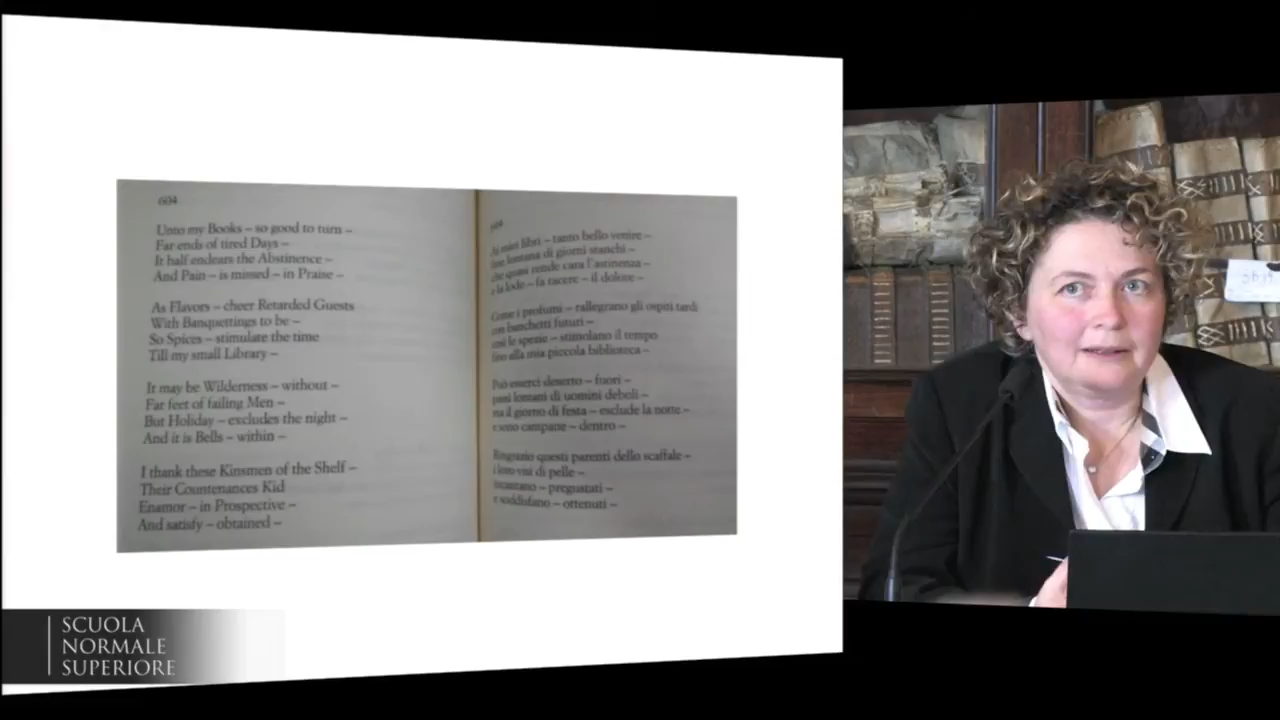 604
Unto my Books – so good to turn –
Far ends of tired Days –
It half endears the Abstinence –
And Pain – is missed – in Praise –
As Flavors – cheer Retarded Guests
With Banquettings to be –
So Spices – stimulate the time
Till my small Library –
It may be Wilderness – without –
Far feet of failing Men –
But Holiday – excludes the night –
And it is Bells – within –
I thank these Kinsmen of the Shelf –
Their Countenances Kid
Enamor – in Prospective –
And satisfy – obtained –
604
miei libri – tanto bello venire –
lontana di giorni stanchi –
che quasi rende cara l'astinenza –
e la lode – fa tacere – il dolore –
Come i profumi – rallegrano gli ospiti tardi
con banchetti futuri –
così le spezie – stimolano il tempo
fino alla mia piccola biblioteca –
Può esserci deserto – fuori –
passi lontani di uomini deboli –
ma il giorno di festa – esclude la notte –
e sono campane – dentro –
Ringrazio questi parenti dello scaffale –
i loro visi di pelle –
incantano – pregustati –
e soddisfano – ottenuti –
SCUOLA
NORMALE
SUPERIORE